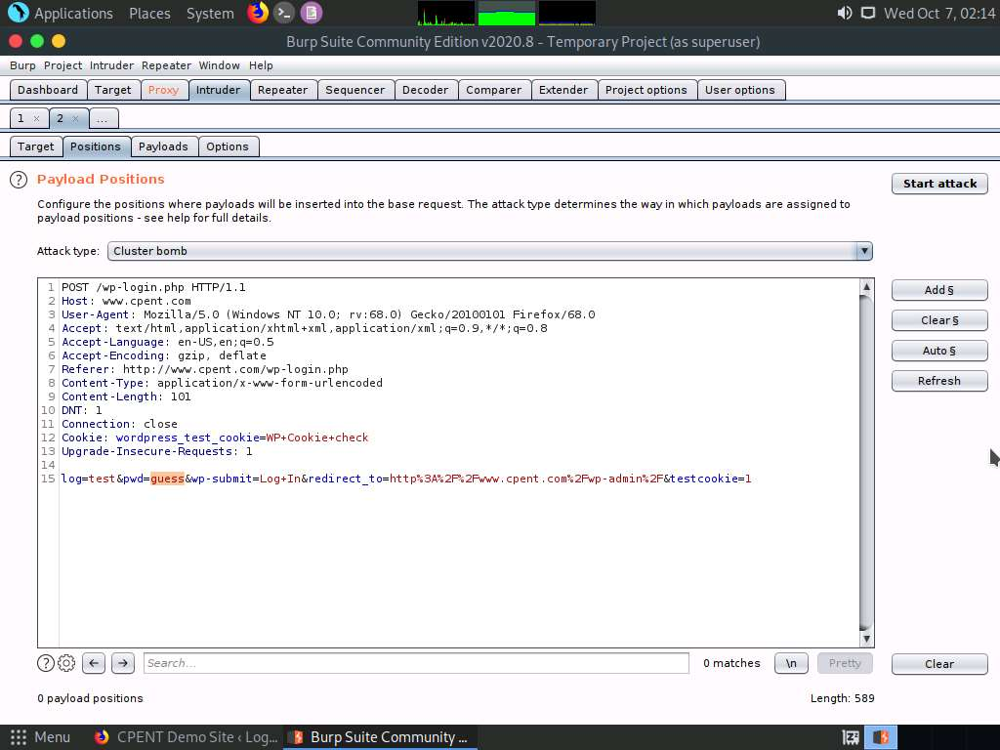 Applications Places System Wed Oct 7, 02:14
Burp Suite Community Edition v2020.8 - Temporary Project (as superuser)
Burp Project Intruder Repeater Window Help
Dashboard Target Proxy Intruder Repeater Sequencer Decoder Comparer Extender Project options User options
1 × 2 × ...
Target Positions Payloads Options
? Payload Positions
Start attack
Configure the positions where payloads will be inserted into the base request. The attack type determines the way in which payloads are assigned to
payload positions - see help for full details.
Attack type: Cluster bomb
1 POST /wp-login.php HTTP/1.1
2 Host: www.cpent.com
3 User-Agent: Mozilla/5.0 (Windows NT 10.0; rv:68.0) Gecko/20100101 Firefox/68.0
4 Accept: text/html,application/xhtml+xml,application/xml;q=0.9,*/*;q=0.8
5 Accept-Language: en-US,en;q=0.5
6 Accept-Encoding: gzip, deflate
7 Referer: http://www.cpent.com/wp-login.php
8 Content-Type: application/x-www-form-urlencoded
9 Content-Length: 101
10 DNT: 1
11 Connection: close
12 Cookie: wordpress_test_cookie=WP+Cookie+check
13 Upgrade-Insecure-Requests: 1
14
15 log=test&pwd=guess&wp-submit=Log+In&redirect_to=http%3A%2F%2Fwww.cpent.com%2Fwp-admin%2F&testcookie=1
Add §
Clear §
Auto §
Refresh
? Search... 0 matches \n Pretty Clear
0 payload positions Length: 589
Menu CPENT Demo Site ‹ Log... Burp Suite Community ...